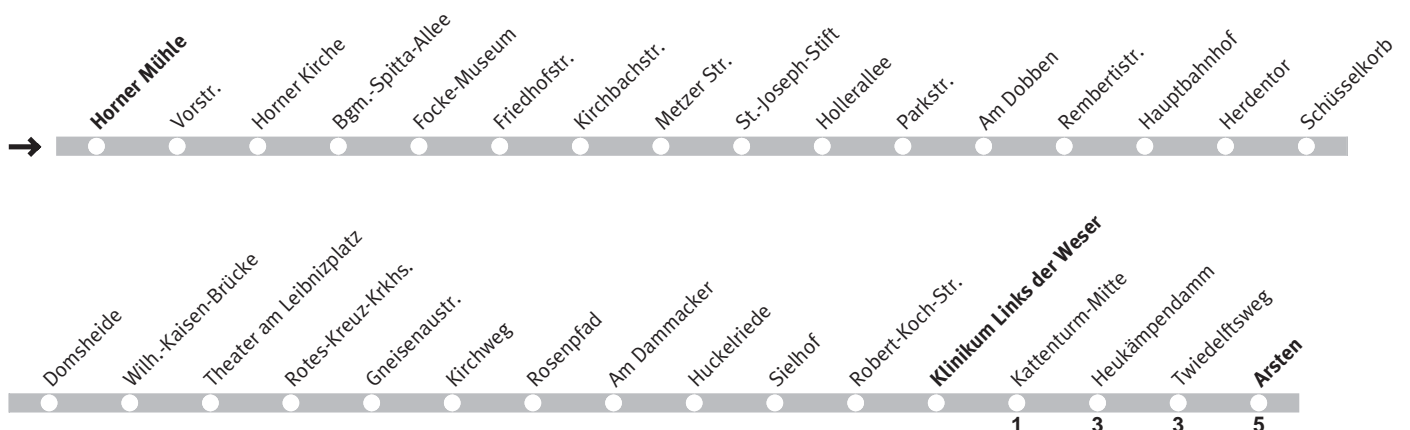 →
Horner Mühle
Vorstr.
Horner Kirche
Bgm.-Spitta-Allee
Focke-Museum
Friedhofstr.
Kirchbachstr.
Metzer Str.
St.-Joseph-Stift
Hollerallee
Parkstr.
Am Dobben
Rembertistr.
Hauptbahnhof
Herdentor
Schüsselkorb
Domsheide
Wilh.-Kaisen-Brücke
Theater am Leibnizplatz
Rotes-Kreuz-Krkhs.
Gneisenaustr.
Kirchweg
Rosenpfad
Am Dammacker
Huckelriede
Sielhof
Robert-Koch-Str.
Klinikum Links der Weser
Kattenturm-Mitte
Heukämpendamm
Twiedelftsweg
Arsten
1 3 3 5